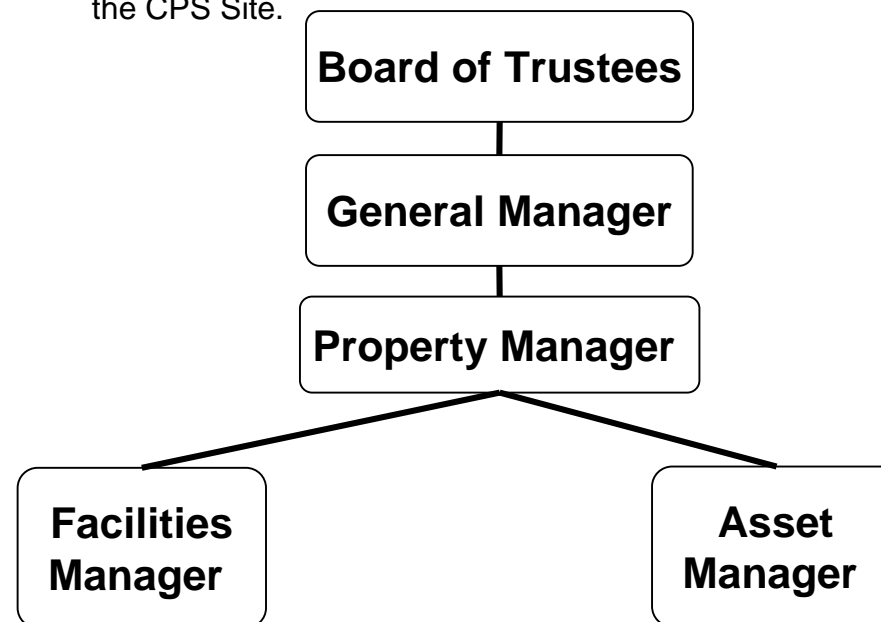 the CPS Site.
Board of Trustees
General Manager
Property Manager
Facilities
Manager
Asset
Manager